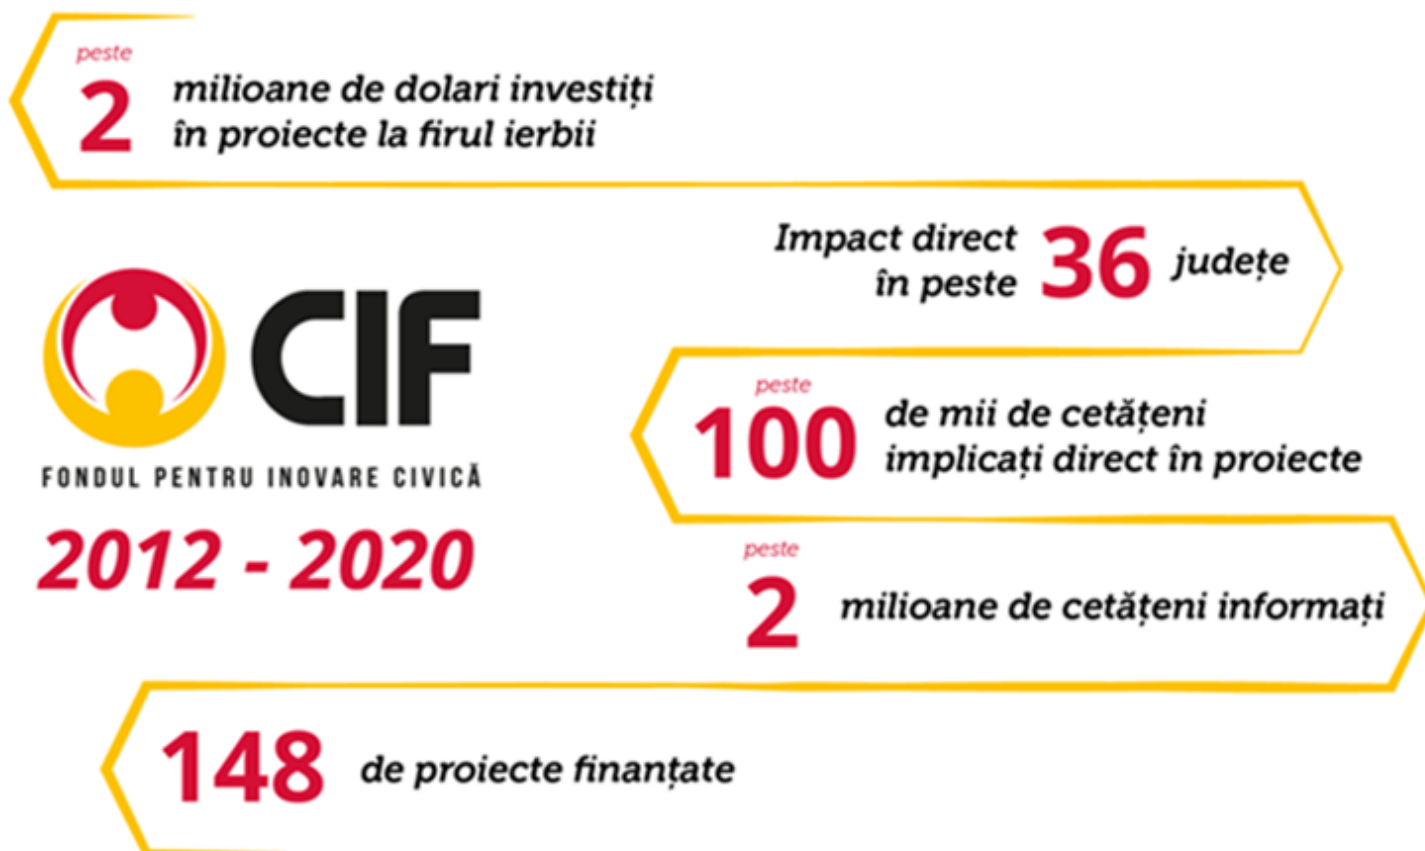 peste
2 milioane de dolari investiți
în proiecte la firul ierbii
Impact direct
în peste 36 județe
CIF
FONDUL PENTRU INOVARE CIVICĂ
2012 - 2020
peste
100 de mii de cetățeni
implicați direct în proiecte
peste
2 milioane de cetățeni informați
148 de proiecte finanțate